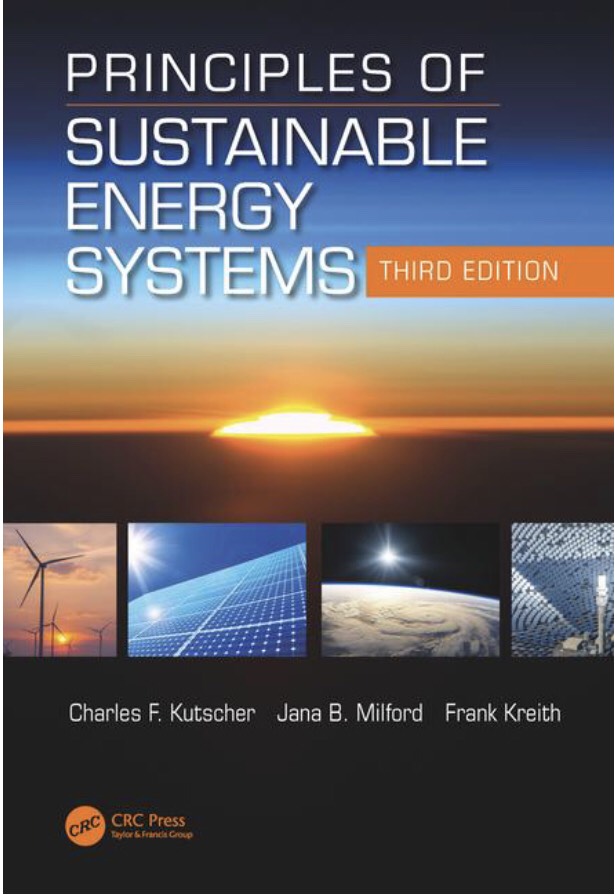 PRINCIPLES OF
SUSTAINABLE
ENERGY
SYSTEMS
THIRD EDITION
Charles F. Kutscher Jana B. Milford Frank Kreith
CRC
CRC Press
Taylor & Francis Group